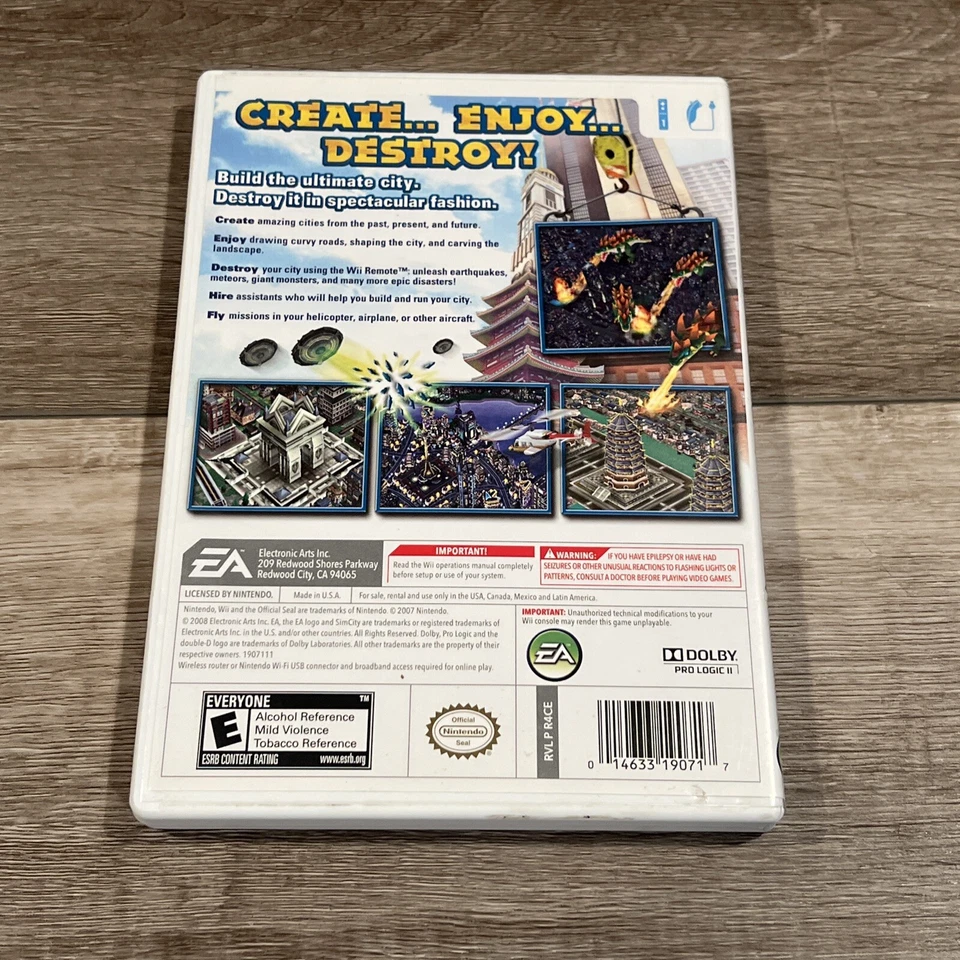 CREATE... ENJOY...
DESTROY!
Build the ultimate city.
Destroy it in spectacular fashion.
Create amazing cities from the past, present, and future.
Enjoy drawing curvy roads, shaping the city, and carving the
landscape.
Destroy your city using the Wii Remote™: unleash earthquakes,
meteors, giant monsters, and many more epic disasters!
Hire assistants who will help you build and run your city.
Fly missions in your helicopter, airplane, or other aircraft.
EA
Electronic Arts Inc.
209 Redwood Shores Parkway
Redwood City, CA 94065
IMPORTANT!
Read the Wii operations manual completely
before setup or use of your system.
WARNING: IF YOU HAVE EPILEPSY OR HAVE HAD
SEIZURES OR OTHER UNUSUAL REACTIONS TO FLASHING LIGHTS OR
PATTERNS, CONSULT A DOCTOR BEFORE PLAYING VIDEO GAMES.
LICENSED BY NINTENDO. Made in U.S.A. For sale, rental and use only in the USA, Canada, Mexico and Latin America.
Nintendo, Wii and the Official Seal are trademarks of Nintendo. © 2007 Nintendo.
© 2008 Electronic Arts Inc. EA, the EA logo and SimCity are trademarks or registered trademarks of
Electronic Arts Inc. in the U.S. and/or other countries. All Rights Reserved. Dolby, Pro Logic and the
double-D logo are trademarks of Dolby Laboratories. All other trademarks are the property of their
respective owners. 1907111
Wireless router or Nintendo Wi-Fi USB connector and broadband access required for online play.
IMPORTANT: Unauthorized technical modifications to your
Wii console may render this game unplayable.
EA
DOLBY
PRO LOGIC II
EVERYONE TM
E
Alcohol Reference
Mild Violence
Tobacco Reference
ESRB CONTENT RATING www.esrb.org
Official
Nintendo
Seal
RVL P R4CE
0 14633 19071 7